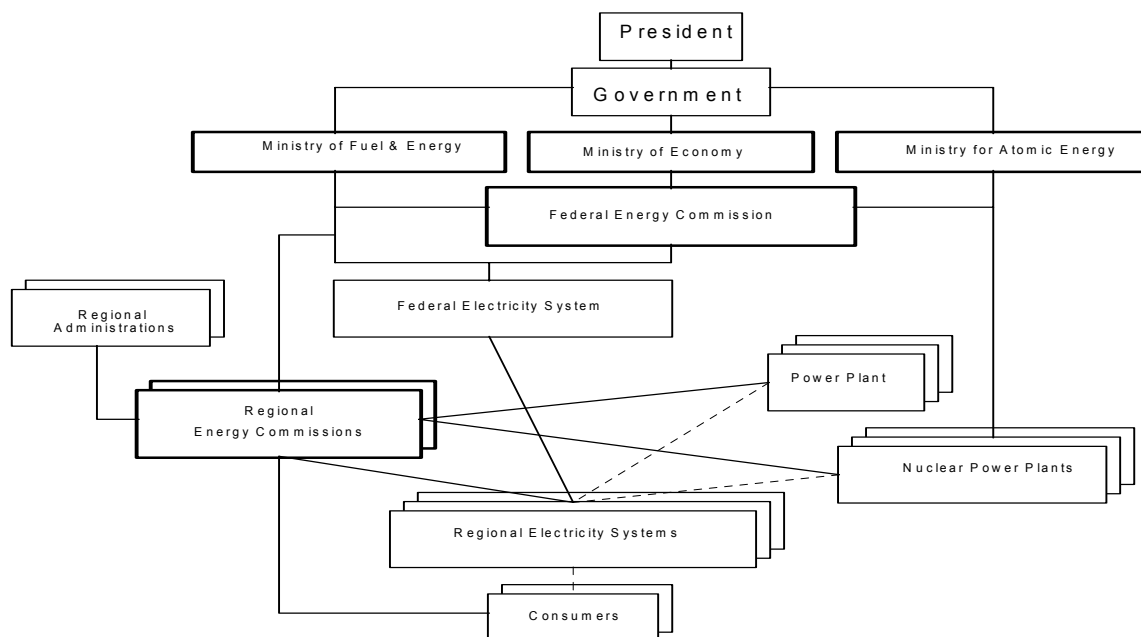 President
Government
Ministry of Fuel & Energy
Ministry of Economy
Ministry for Atomic Energy
Federal Energy Commission
Federal Electricity System
Regional
Administrations
Power Plant
Regional
Energy Commissions
Nuclear Power Plants
Regional Electricity Systems
Consumers